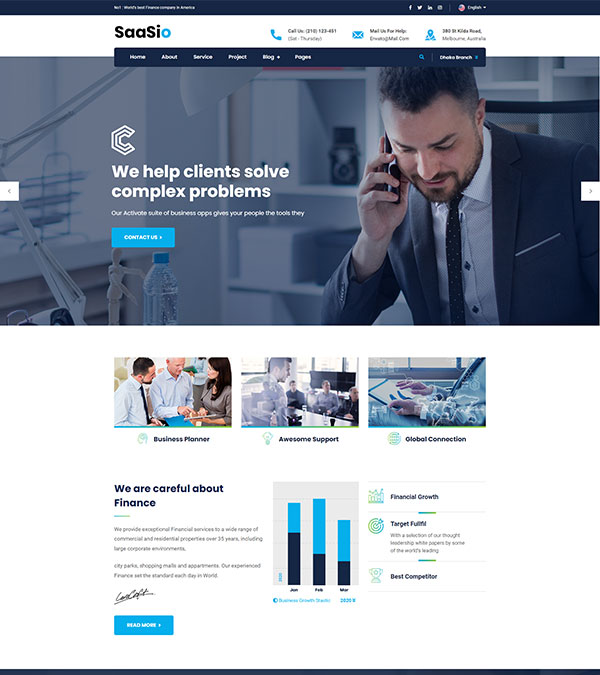 No1 : World's best Finance company in America
English
SaaSio
Call Us: (210) 123-451
(Sat - Thursday)
Mail Us For Help:
Envato@Mail.Com
380 St Kilda Road,
Melbourne, Australia
Home
About
Service
Project
Blog +
Pages
Dhaka Branch
We help clients solve
complex problems
Our Activate suite of business apps gives your people the tools they
CONTACT US
Business Planner
Awesome Support
Global Connection
We are careful about
Finance
We provide exceptional Financial services to a wide range of
commercial and residential properties over 35 years, including
large corporate environments,
city parks, shopping malls and appartments. Our experienced
Finance set the standard each day in World.
READ MORE
Jan
Feb
Mar
Business Growth Stastic
2020
Financial Growth
Target Fullfil
With a selection of our thought
leadership white papers by some
of the world's leading
Best Competitor